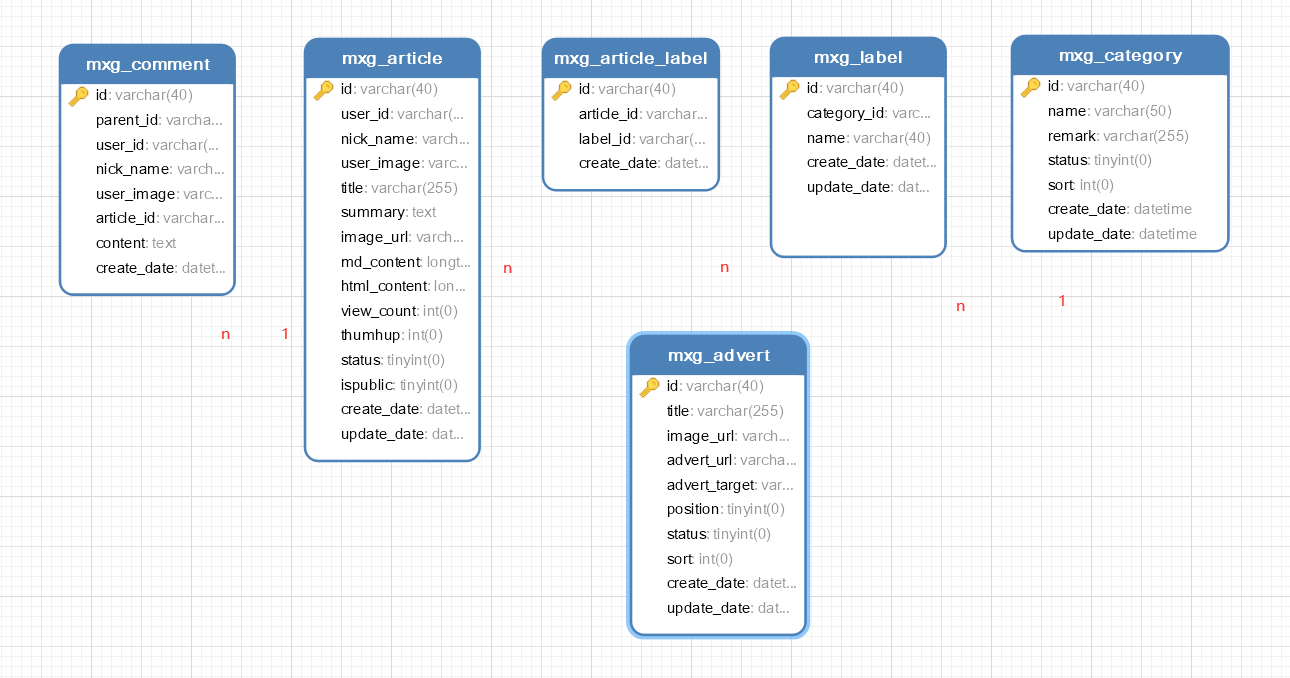 mxg_comment
id: varchar(40)
parent_id: varcha...
user_id: varchar(...
nick_name: varch...
user_image: varc...
article_id: varchar...
content: text
create_date: datet...
mxg_article
id: varchar(40)
user_id: varchar(...
nick_name: varch...
user_image: varc...
title: varchar(255)
summary: text
image_url: varch...
md_content: longt...
html_content: lon...
view_count: int(0)
thumhup: int(0)
status: tinyint(0)
ispublic: tinyint(0)
create_date: datet...
update_date: dat...
mxg_article_label
id: varchar(40)
article_id: varchar...
label_id: varchar(...
create_date: datet...
mxg_label
id: varchar(40)
category_id: varc...
name: varchar(40)
create_date: datet...
update_date: dat...
mxg_category
id: varchar(40)
name: varchar(50)
remark: varchar(255)
status: tinyint(0)
sort: int(0)
create_date: datetime
update_date: datetime
n
1
n
n
n
1
mxg_advert
id: varchar(40)
title: varchar(255)
image_url: varch...
advert_url: varcha...
advert_target: var...
position: tinyint(0)
status: tinyint(0)
sort: int(0)
create_date: datet...
update_date: dat...